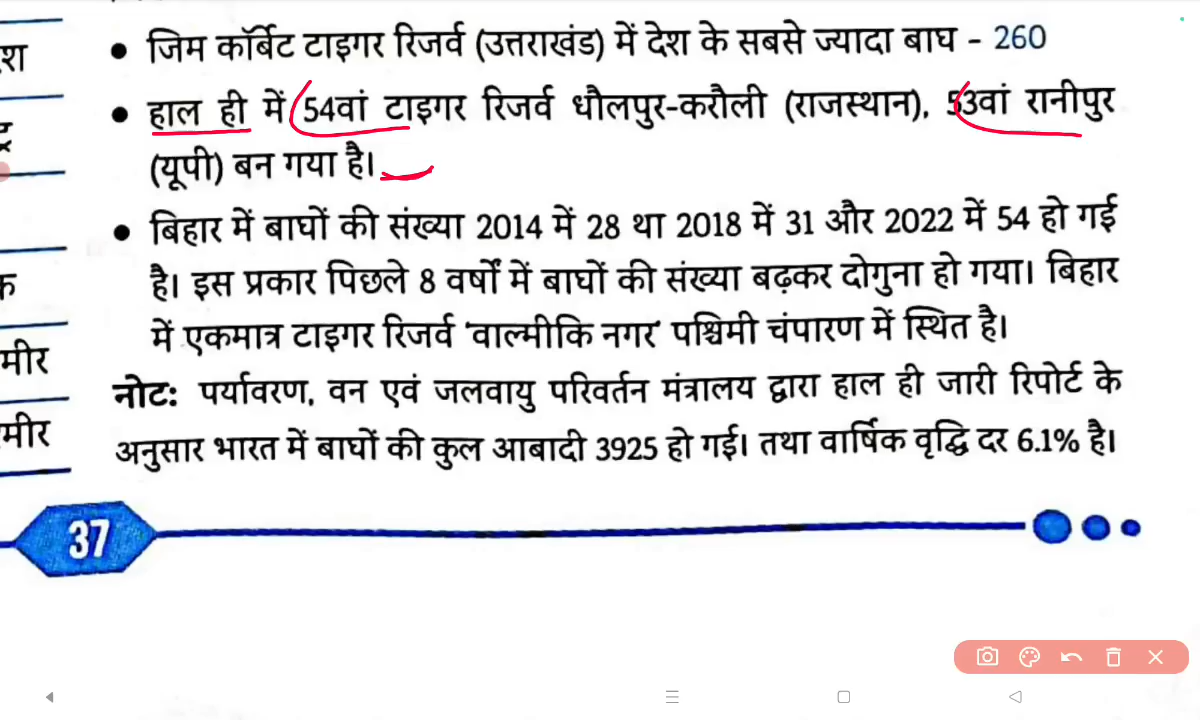 श
• जिम कॉर्बेट टाइगर रिजर्व (उत्तराखंड) में देश के सबसे ज्यादा बाघ – 260
• हाल ही में 54वां टाइगर रिजर्व धौलपुर-करौली (राजस्थान), 53वां रानीपुर
(यूपी) बन गया है।
• बिहार में बाघों की संख्या 2014 में 28 था 2018 में 31 और 2022 में 54 हो गई
है। इस प्रकार पिछले 8 वर्षों में बाघों की संख्या बढ़कर दोगुना हो गया। बिहार
में एकमात्र टाइगर रिजर्व 'वाल्मीकि नगर' पश्चिमी चंपारण में स्थित है।
मीर
नोट: पर्यावरण, वन एवं जलवायु परिवर्तन मंत्रालय द्वारा हाल ही जारी रिपोर्ट के
मीर
अनुसार भारत में बाघों की कुल आबादी 3925 हो गई। तथा वार्षिक वृद्धि दर 6.1% है।
37